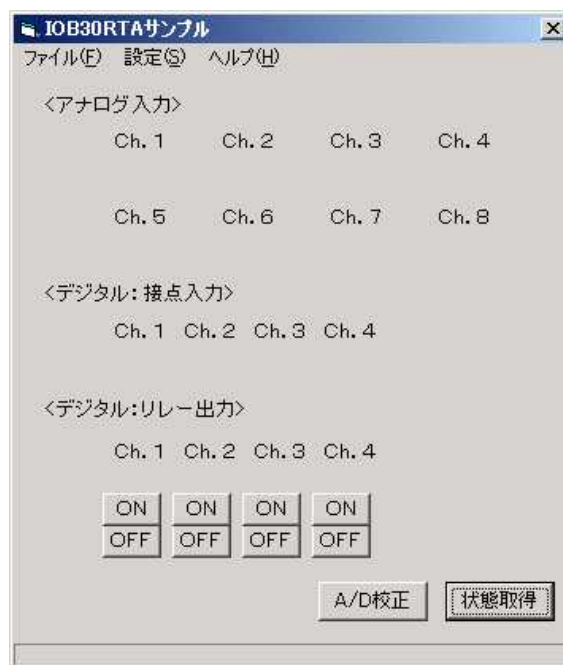 IOB30RTAサンプル
ファイル(F) 設定(S) ヘルプ(H)
<アナログ入力>
Ch.1 Ch.2 Ch.3 Ch.4
Ch.5 Ch.6 Ch.7 Ch.8
<デジタル:接点入力>
Ch.1 Ch.2 Ch.3 Ch.4
<デジタル:リレー出力>
Ch.1 Ch.2 Ch.3 Ch.4
ON ON ON ON
OFF OFF OFF OFF
A/D校正 状態取得